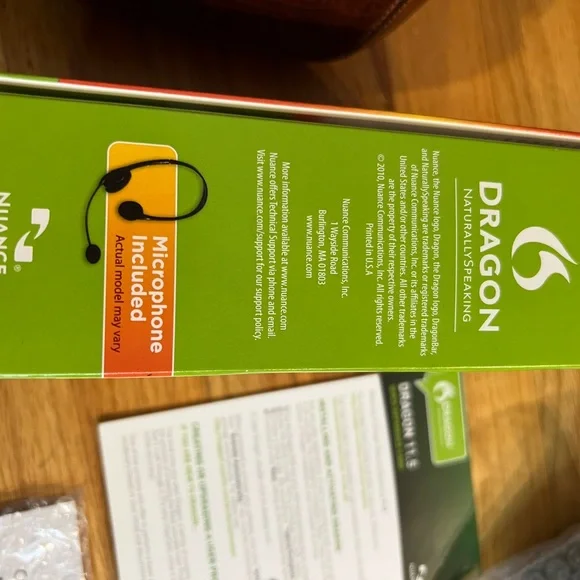 DRAGON
NATURALLYSPEAKING
Nuance, the Nuance logo, Dragon, the Dragon logo, DragonBar,
and NaturallySpeaking are trademarks or registered trademarks
of Nuance Communications, Inc. or its affiliates in the
United States and/or other countries. All other trademarks
are the property of their respective owners.
© 2010, Nuance Communications, Inc. All rights reserved.
Printed in U.S.A
Nuance Communications, Inc.
1 Wayside Road
Burlington, MA 01803
www.nuance.com
More information available at www.nuance.com
Nuance offers Technical Support via phone and email.
Visit www.nuance.com/support for our support policy.
Microphone
Included
Actual model may vary
NUANCE®
DRAGON 11.5